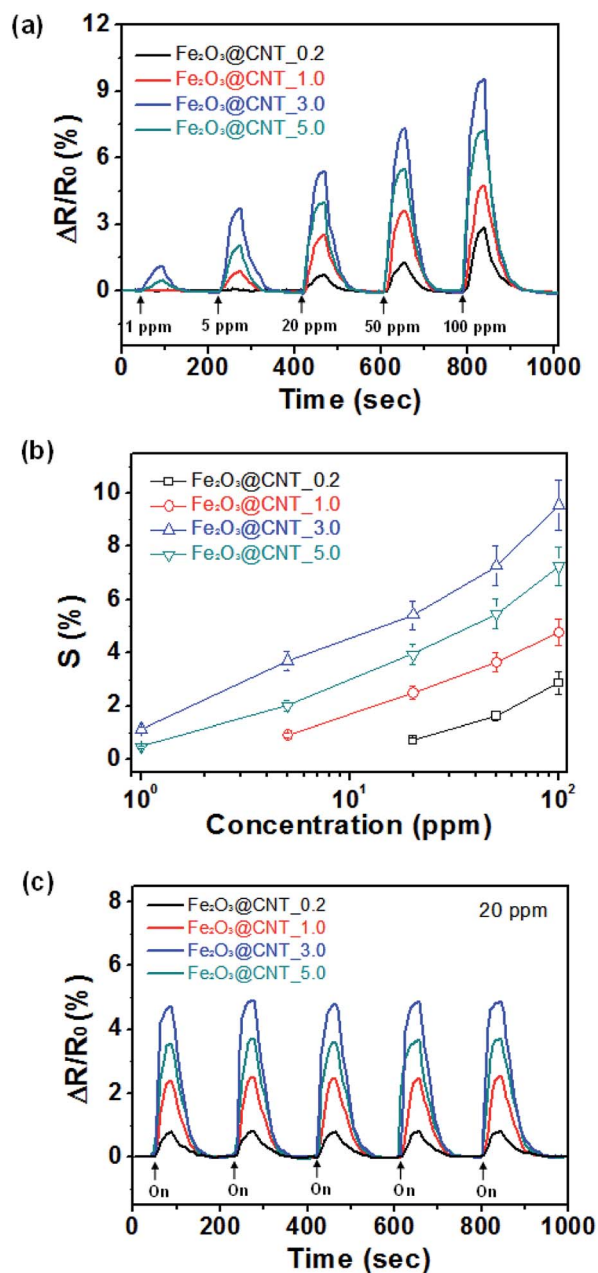 (a)
12
9
6
3
0
ΔR/R₀ (%)
Fe₂O₃@CNT_0.2
Fe₂O₃@CNT_1.0
Fe₂O₃@CNT_3.0
Fe₂O₃@CNT_5.0
1 ppm 5 ppm 20 ppm 50 ppm 100 ppm
0 200 400 600 800 1000
Time (sec)
(b)
10
8
6
4
2
0
S (%)
Fe₂O₃@CNT_0.2
Fe₂O₃@CNT_1.0
Fe₂O₃@CNT_3.0
Fe₂O₃@CNT_5.0
10⁰ 10¹ 10²
Concentration (ppm)
(c)
8
6
4
2
0
ΔR/R₀ (%)
Fe₂O₃@CNT_0.2
Fe₂O₃@CNT_1.0
Fe₂O₃@CNT_3.0
Fe₂O₃@CNT_5.0
20 ppm
On On On On On
0 200 400 600 800 1000
Time (sec)